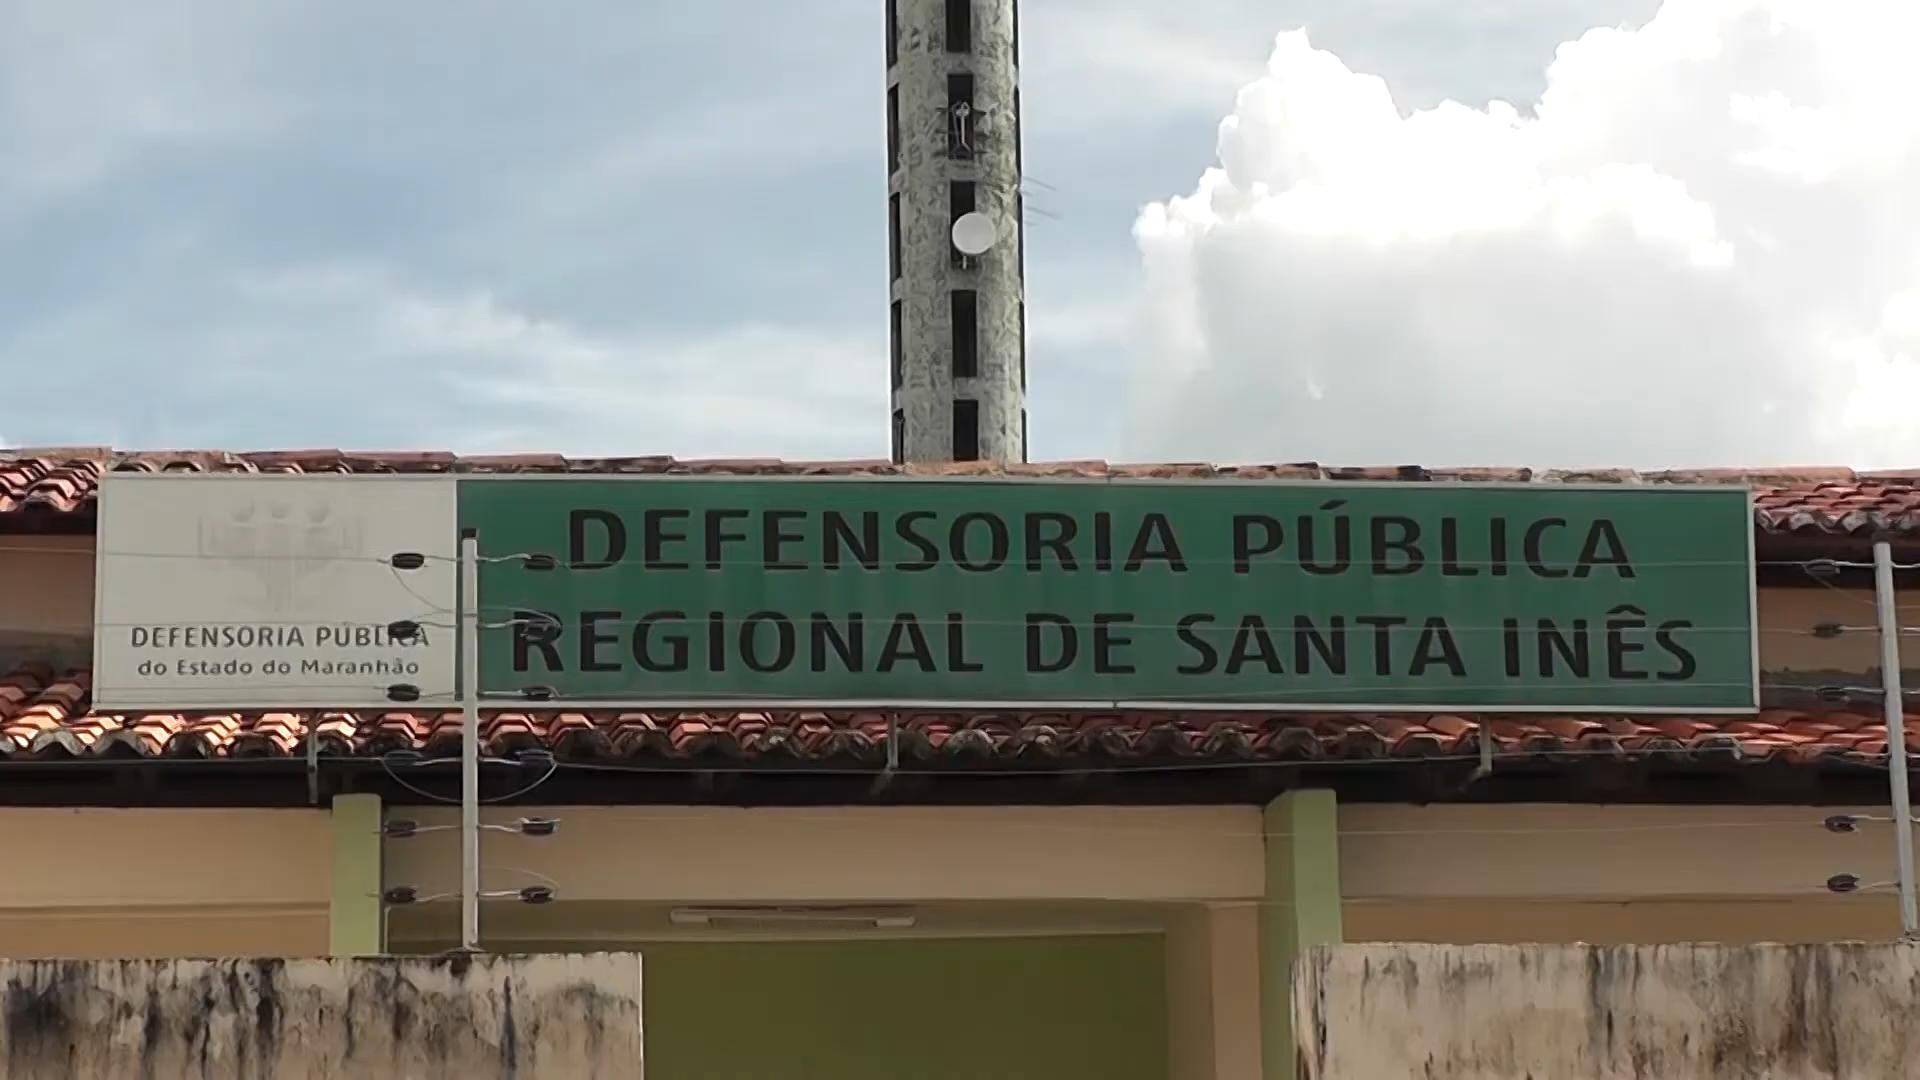 DEFENSORIA PÚBLICA
do Estado do Maranhão
DEFENSORIA PÚBLICA
REGIONAL DE SANTA INÊS